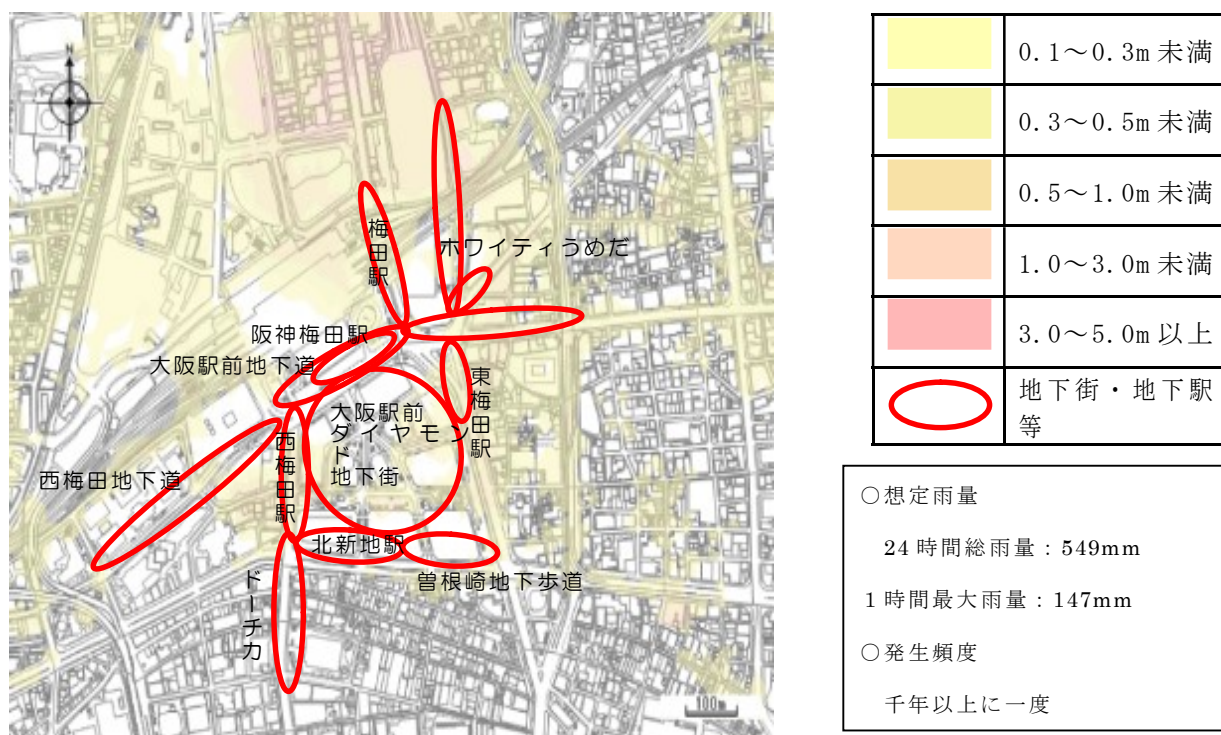 N
梅田駅
ホワイティうめだ
阪神梅田駅
大阪駅前地下道
東梅田駅
大阪駅前
ダイヤモン
ド
地下街
西梅田駅
西梅田地下道
北新地駅
曽根崎地下歩道
ドーチカ
100m
0.1～0.3m未満
0.3～0.5m未満
0.5～1.0m未満
1.0～3.0m未満
3.0～5.0m以上
地下街・地下駅
等
○想定雨量
24時間総雨量：549mm
1時間最大雨量：147mm
○発生頻度
千年以上に一度